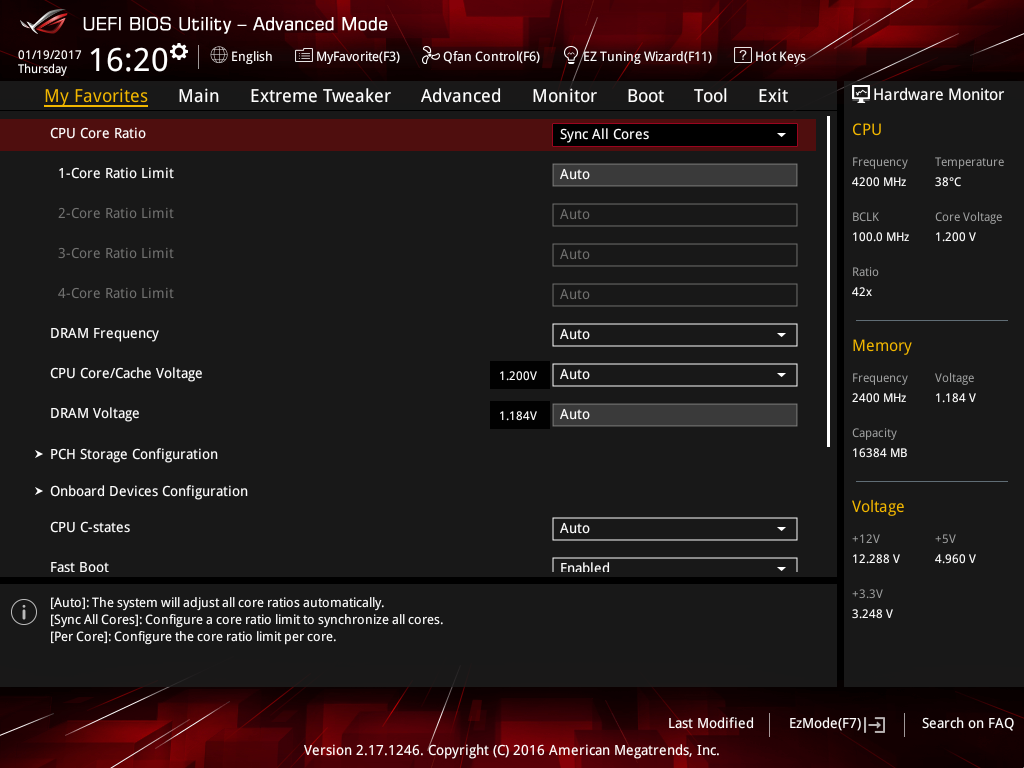 UEFI BIOS Utility – Advanced Mode
01/19/2017
Thursday
16:20
English
MyFavorite(F3)
Qfan Control(F6)
EZ Tuning Wizard(F11)
? Hot Keys
My Favorites Main Extreme Tweaker Advanced Monitor Boot Tool Exit
CPU Core Ratio Sync All Cores
1-Core Ratio Limit Auto
2-Core Ratio Limit Auto
3-Core Ratio Limit Auto
4-Core Ratio Limit Auto
DRAM Frequency Auto
CPU Core/Cache Voltage 1.200V Auto
DRAM Voltage 1.184V Auto
PCH Storage Configuration
Onboard Devices Configuration
CPU C-states Auto
Fast Boot Enabled
[Auto]: The system will adjust all core ratios automatically.
[Sync All Cores]: Configure a core ratio limit to synchronize all cores.
[Per Core]: Configure the core ratio limit per core.
Hardware Monitor
CPU
Frequency Temperature
4200 MHz 38°C
BCLK Core Voltage
100.0 MHz 1.200 V
Ratio
42x
Memory
Frequency Voltage
2400 MHz 1.184 V
Capacity
16384 MB
Voltage
+12V +5V
12.288 V 4.960 V
+3.3V
3.248 V
Last Modified EzMode(F7) Search on FAQ
Version 2.17.1246. Copyright (C) 2016 American Megatrends, Inc.